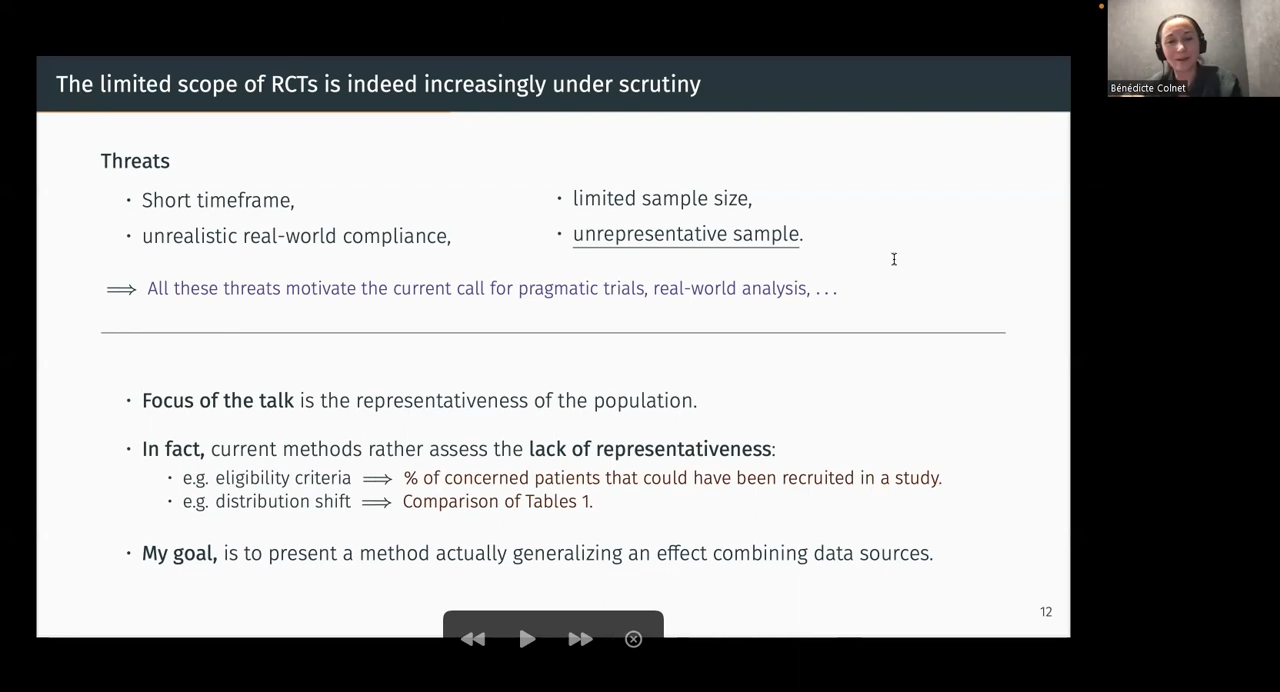 Bénédicte Colnet
The limited scope of RCTs is indeed increasingly under scrutiny
Threats
· Short timeframe,
· unrealistic real-world compliance,
· limited sample size,
· unrepresentative sample.
⟹ All these threats motivate the current call for pragmatic trials, real-world analysis, ...
· Focus of the talk is the representativeness of the population.
· In fact, current methods rather assess the lack of representativeness:
· e.g. eligibility criteria ⟹ % of concerned patients that could have been recruited in a study.
· e.g. distribution shift ⟹ Comparison of Tables 1.
· My goal, is to present a method actually generalizing an effect combining data sources.
12